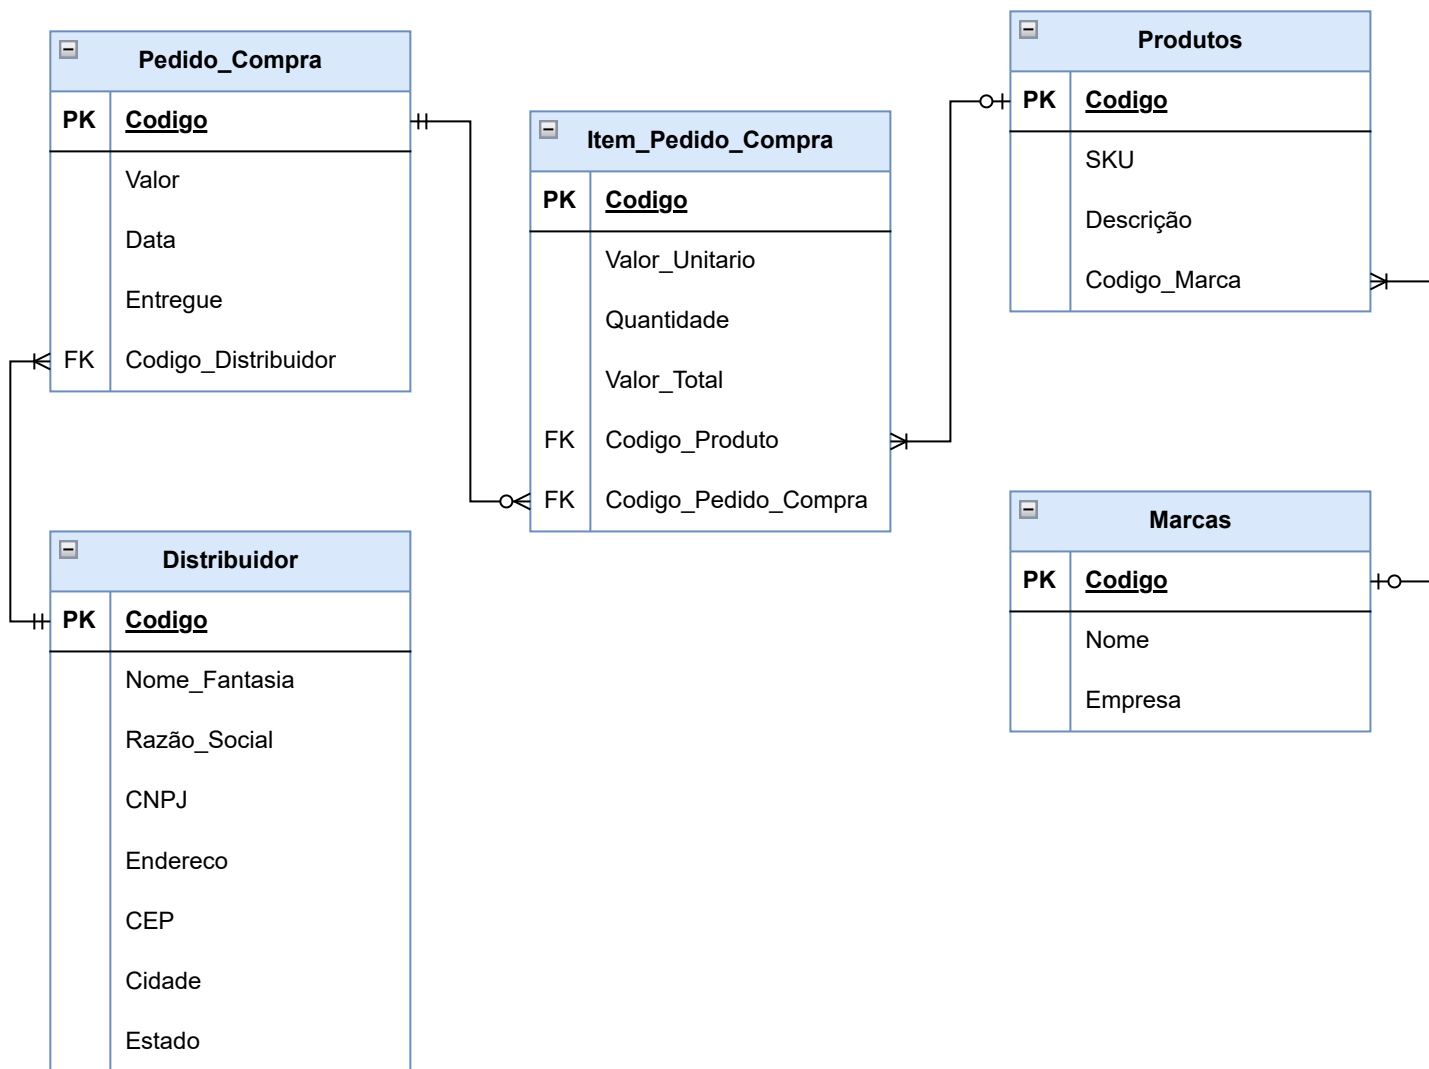 Pedido_Compra
PK Codigo
Valor
Data
Entregue
FK Codigo_Distribuidor
Distribuidor
PK Codigo
Nome_Fantasia
Razão_Social
CNPJ
Endereco
CEP
Cidade
Estado
Item_Pedido_Compra
PK Codigo
Valor_Unitario
Quantidade
Valor_Total
FK Codigo_Produto
FK Codigo_Pedido_Compra
Produtos
PK Codigo
SKU
Descrição
Codigo_Marca
Marcas
PK Codigo
Nome
Empresa